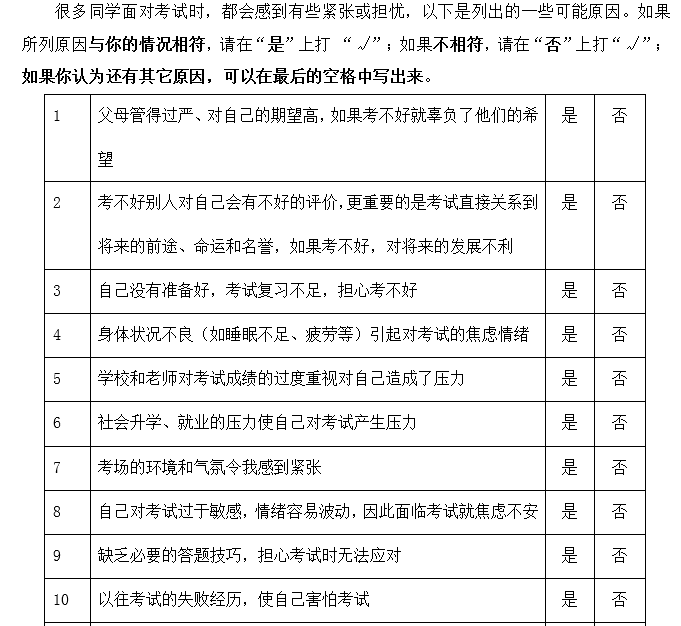 很多同学面对考试时，都会感到有些紧张或担忧，以下是列出的一些可能原因。如果
所列原因与你的情况相符，请在“是”上打 “√”；如果不相符，请在“否”上打“√”；
如果你认为还有其它原因，可以在最后的空格中写出来。
1 父母管得过严、对自己的期望高，如果考不好就辜负了他们的希 是 否
望
2 考不好别人对自己会有不好的评价，更重要的是考试直接关系到 是 否
将来的前途、命运和名誉，如果考不好，对将来的发展不利
3 自己没有准备好，考试复习不足，担心考不好 是 否
4 身体状况不良（如睡眠不足、疲劳等）引起对考试的焦虑情绪 是 否
5 学校和老师对考试成绩的过度重视对自己造成了压力 是 否
6 社会升学、就业的压力使自己对考试产生压力 是 否
7 考场的环境和气氛令我感到紧张 是 否
8 自己对考试过于敏感，情绪容易波动，因此面临考试就焦虑不安 是 否
9 缺乏必要的答题技巧，担心考试时无法应对 是 否
10 以往考试的失败经历，使自己害怕考试 是 否